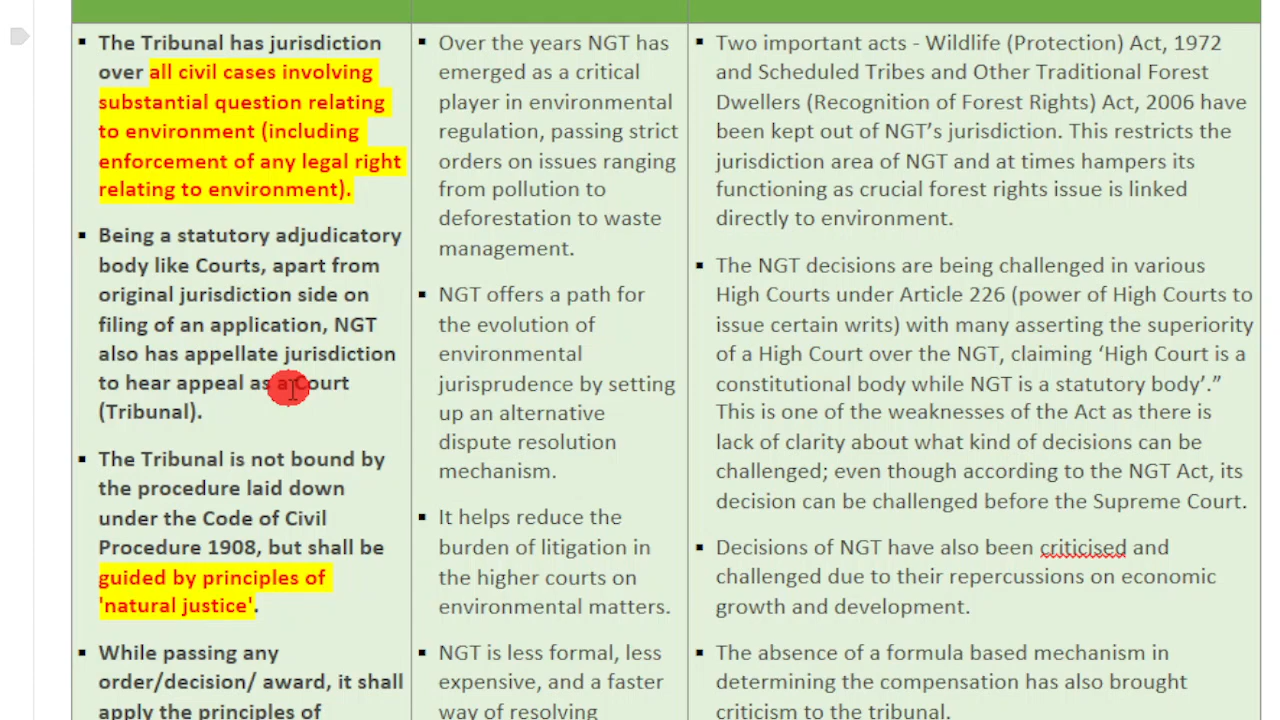 ▪ The Tribunal has jurisdiction
over all civil cases involving
substantial question relating
to environment (including
enforcement of any legal right
relating to environment).
▪ Being a statutory adjudicatory
body like Courts, apart from
original jurisdiction side on
filing of an application, NGT
also has appellate jurisdiction
to hear appeal as a Court
(Tribunal).
▪ The Tribunal is not bound by
the procedure laid down
under the Code of Civil
Procedure 1908, but shall be
guided by principles of
'natural justice'.
▪ While passing any
order/decision/ award, it shall
apply the principles of
▪ Over the years NGT has
emerged as a critical
player in environmental
regulation, passing strict
orders on issues ranging
from pollution to
deforestation to waste
management.
▪ NGT offers a path for
the evolution of
environmental
jurisprudence by setting
up an alternative
dispute resolution
mechanism.
▪ It helps reduce the
burden of litigation in
the higher courts on
environmental matters.
▪ NGT is less formal, less
expensive, and a faster
way of resolving
▪ Two important acts - Wildlife (Protection) Act, 1972
and Scheduled Tribes and Other Traditional Forest
Dwellers (Recognition of Forest Rights) Act, 2006 have
been kept out of NGT’s jurisdiction. This restricts the
jurisdiction area of NGT and at times hampers its
functioning as crucial forest rights issue is linked
directly to environment.
▪ The NGT decisions are being challenged in various
High Courts under Article 226 (power of High Courts to
issue certain writs) with many asserting the superiority
of a High Court over the NGT, claiming ‘High Court is a
constitutional body while NGT is a statutory body’.”
This is one of the weaknesses of the Act as there is
lack of clarity about what kind of decisions can be
challenged; even though according to the NGT Act, its
decision can be challenged before the Supreme Court.
▪ Decisions of NGT have also been criticised and
challenged due to their repercussions on economic
growth and development.
▪ The absence of a formula based mechanism in
determining the compensation has also brought
criticism to the tribunal.